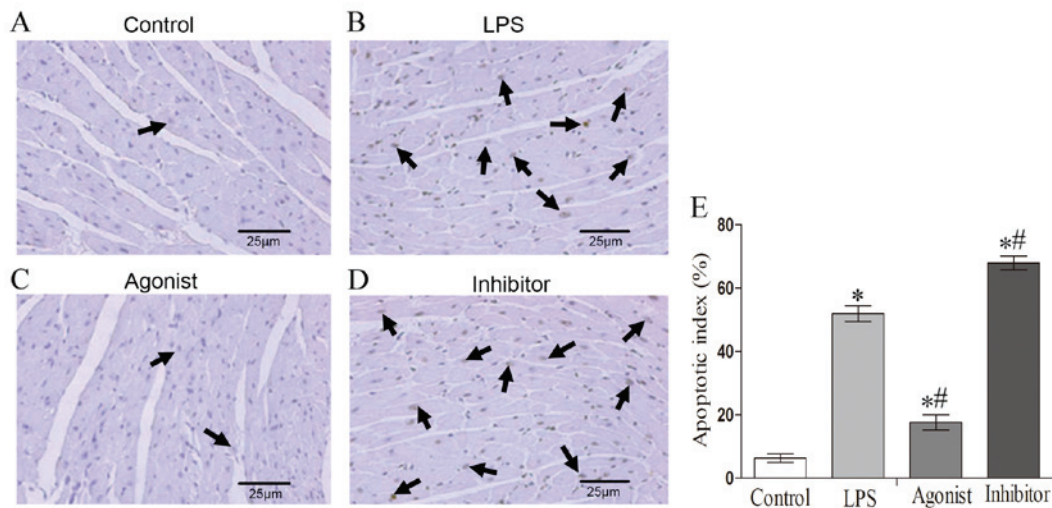 A Control
B LPS
25µm
25µm
C Agonist
D Inhibitor
25µm
25µm
E
Apoptotic index (%)
80
60
40
20
0
*
*#
*#
Control LPS Agonist Inhibitor